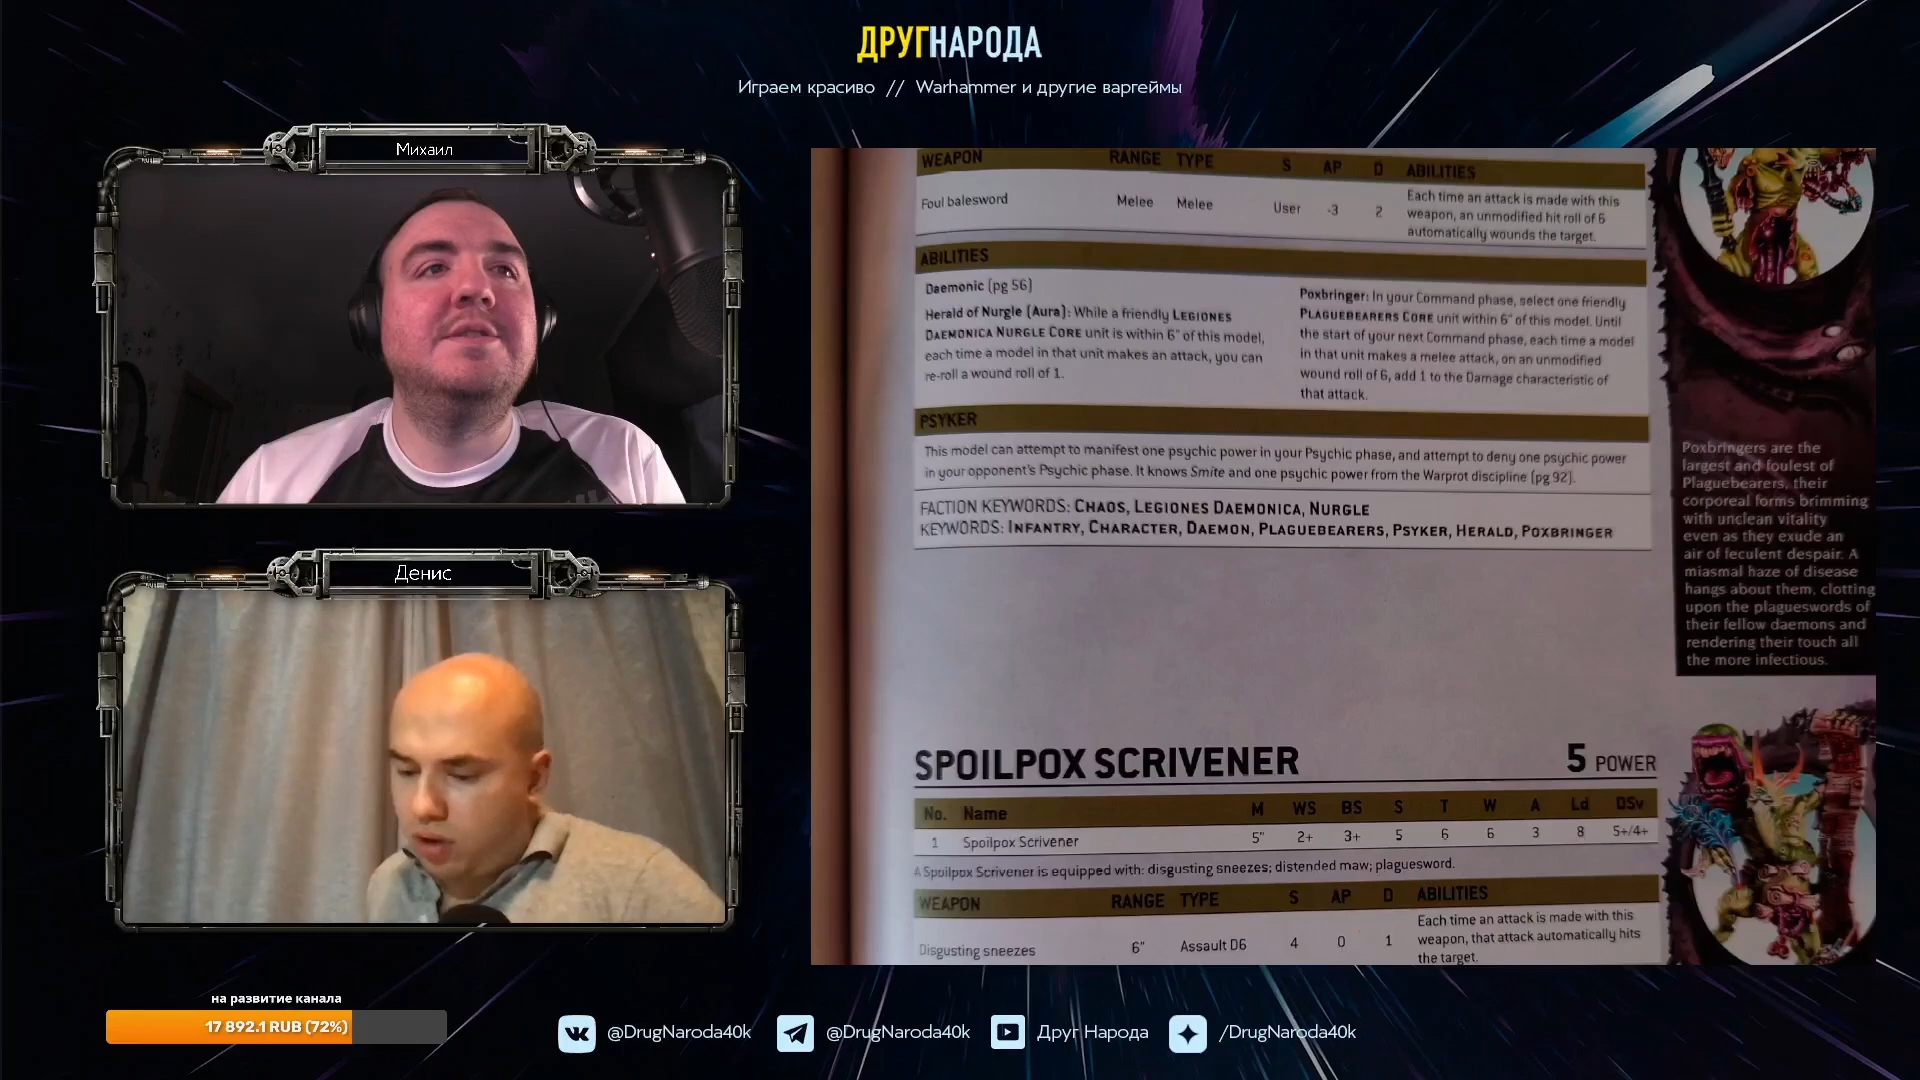 ДРУГНАРОДА
Играем красиво // Warhammer и другие варгеймы
Михаил
Денис
WEAPON RANGE TYPE S AP D ABILITIES
Foul balesword Melee Melee User -3 2 Each time an attack is made with this
weapon, an unmodified hit roll of 6
automatically wounds the target.
ABILITIES
Daemonic (pg 56)
Herald of Nurgle (Aura): While a friendly LEGIONES
DAEMONICA NURGLE CORE unit is within 6" of this model,
each time a model in that unit makes an attack, you can
re-roll a wound roll of 1.
Poxbringer: In your Command phase, select one friendly
PLAGUEBEARERS CORE unit within 6" of this model. Until
the start of your next Command phase, each time a model
in that unit makes a melee attack, on an unmodified
wound roll of 6, add 1 to the Damage characteristic of
that attack.
PSYKER
This model can attempt to manifest one psychic power in your Psychic phase, and attempt to deny one psychic power
in your opponent's Psychic phase. It knows Smite and one psychic power from the Warprot discipline (pg 92).
FACTION KEYWORDS: CHAOS, LEGIONES DAEMONICA, NURGLE
KEYWORDS: INFANTRY, CHARACTER, DAEMON, PLAGUEBEARERS, PSYKER, HERALD, POXBRINGER
Poxbringers are the
largest and foulest of
Plaguebearers, their
corporeal forms brimming
with unclean vitality
even as they exude an
air of feculent despair. A
miasmal haze of disease
hangs about them, clotting
upon the plagueswords of
their fellow daemons and
rendering their touch all
the more infectious.
SPOILPOX SCRIVENER 5 POWER
No. Name M WS BS S T W A Ld DSv
1 Spoilpox Scrivener 5" 2+ 3+ 5 6 6 3 8 5+/4+
A Spoilpox Scrivener is equipped with: disgusting sneezes; distended maw; plaguesword.
WEAPON RANGE TYPE S AP D ABILITIES
Disgusting sneezes 6" Assault D6 4 0 1 Each time an attack is made with this
weapon, that attack automatically hits
the target.
на развитие канала
17 892.1 RUB (72%)
@DrugNaroda40k @DrugNaroda40k Друг Народа /DrugNaroda40k